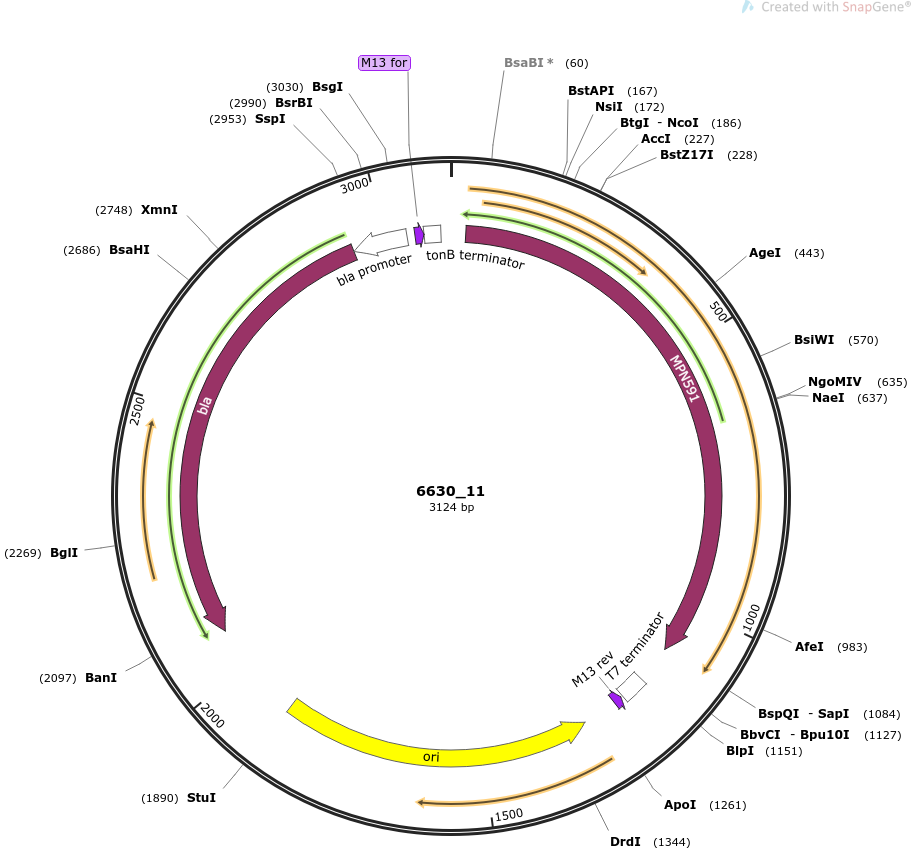 Created with SnapGene®
M13 for
BsaBI * (60)
(3030) BsgI
(2990) BsrBI
(2953) SspI
BstAPI (167)
NsiI (172)
BtgI - NcoI (186)
AccI (227)
BstZ17I (228)
3000
(2748) XmnI
(2686) BsaHI
AgeI (443)
bla promoter
tonB terminator
500
BsiWI (570)
NgoMIV (635)
NaeI (637)
MPN591
bla
2500
6630_11
3124 bp
(2269) BglI
1000
AfeI (983)
T7 terminator
M13 rev
(2097) BanI
BspQI - SapI (1084)
BbvCI - Bpu10I (1127)
BlpI (1151)
2000
ori
(1890) StuI
ApoI (1261)
1500
DrdI (1344)